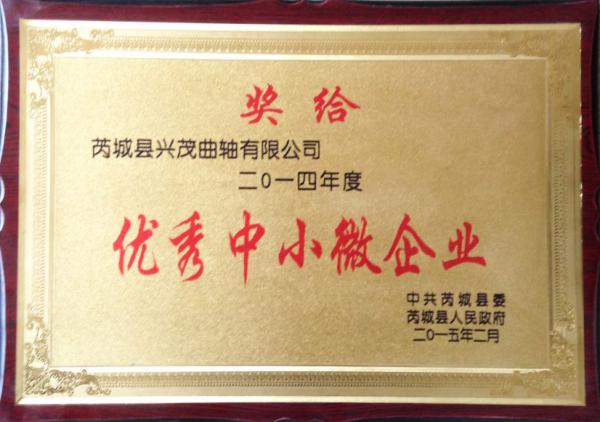 奖给
芮城县兴茂曲轴有限公司
二0一四年度
优秀中小微企业
中共芮城县委
芮城县人民政府
二0一五年二月